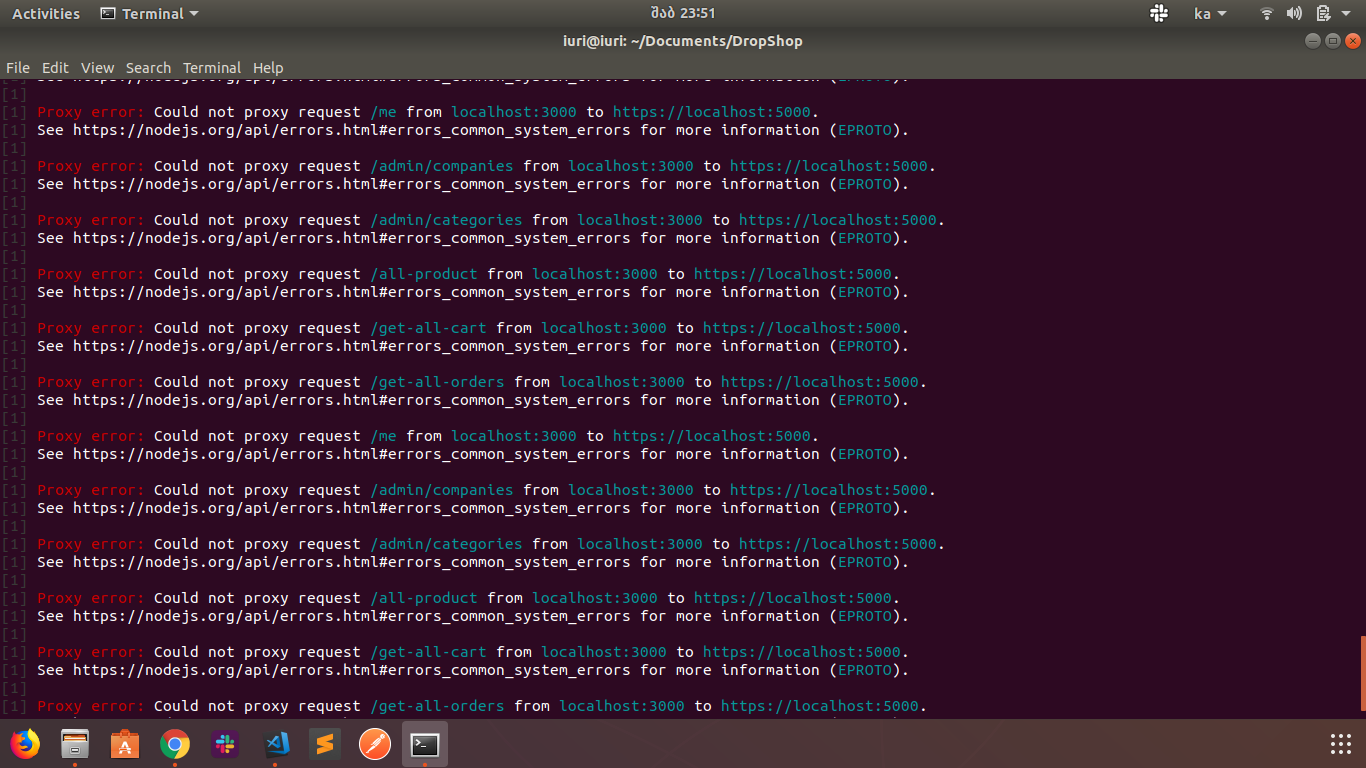 Activities Terminal შაბ 23:51 ka
iuri@iuri: ~/Documents/DropShop
File Edit View Search Terminal Help
[1] See https://nodejs.org/api/errors.html#errors_common_system_errors for more information (EPROTO).
[1]
[1] Proxy error: Could not proxy request /me from localhost:3000 to https://localhost:5000.
[1] See https://nodejs.org/api/errors.html#errors_common_system_errors for more information (EPROTO).
[1]
[1] Proxy error: Could not proxy request /admin/companies from localhost:3000 to https://localhost:5000.
[1] See https://nodejs.org/api/errors.html#errors_common_system_errors for more information (EPROTO).
[1]
[1] Proxy error: Could not proxy request /admin/categories from localhost:3000 to https://localhost:5000.
[1] See https://nodejs.org/api/errors.html#errors_common_system_errors for more information (EPROTO).
[1]
[1] Proxy error: Could not proxy request /all-product from localhost:3000 to https://localhost:5000.
[1] See https://nodejs.org/api/errors.html#errors_common_system_errors for more information (EPROTO).
[1]
[1] Proxy error: Could not proxy request /get-all-cart from localhost:3000 to https://localhost:5000.
[1] See https://nodejs.org/api/errors.html#errors_common_system_errors for more information (EPROTO).
[1]
[1] Proxy error: Could not proxy request /get-all-orders from localhost:3000 to https://localhost:5000.
[1] See https://nodejs.org/api/errors.html#errors_common_system_errors for more information (EPROTO).
[1]
[1] Proxy error: Could not proxy request /me from localhost:3000 to https://localhost:5000.
[1] See https://nodejs.org/api/errors.html#errors_common_system_errors for more information (EPROTO).
[1]
[1] Proxy error: Could not proxy request /admin/companies from localhost:3000 to https://localhost:5000.
[1] See https://nodejs.org/api/errors.html#errors_common_system_errors for more information (EPROTO).
[1]
[1] Proxy error: Could not proxy request /admin/categories from localhost:3000 to https://localhost:5000.
[1] See https://nodejs.org/api/errors.html#errors_common_system_errors for more information (EPROTO).
[1]
[1] Proxy error: Could not proxy request /all-product from localhost:3000 to https://localhost:5000.
[1] See https://nodejs.org/api/errors.html#errors_common_system_errors for more information (EPROTO).
[1]
[1] Proxy error: Could not proxy request /get-all-cart from localhost:3000 to https://localhost:5000.
[1] See https://nodejs.org/api/errors.html#errors_common_system_errors for more information (EPROTO).
[1]
[1] Proxy error: Could not proxy request /get-all-orders from localhost:3000 to https://localhost:5000.